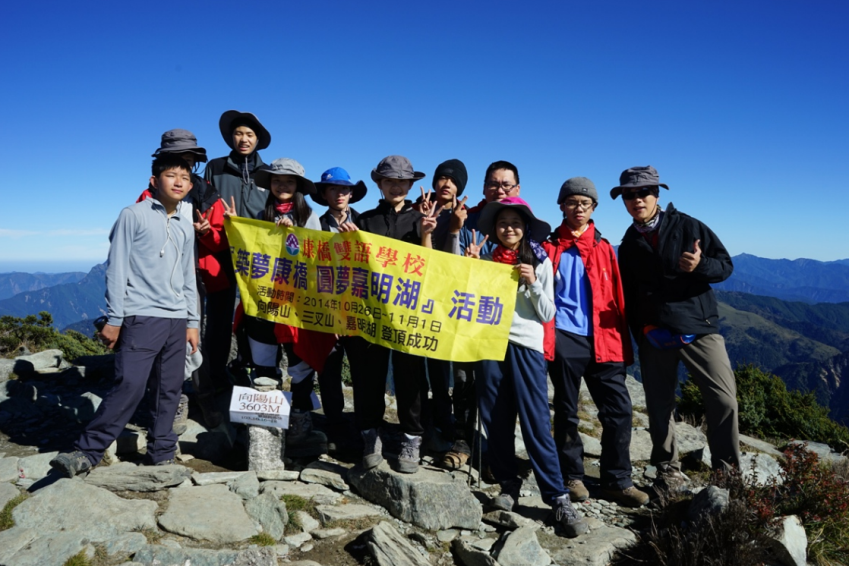 康橋雙語學校
築夢康橋 圓夢嘉明湖』活動
活動時間：2014年10月26日-11月1日
向陽山、三叉山、嘉明湖 登頂成功
向陽山
3603M